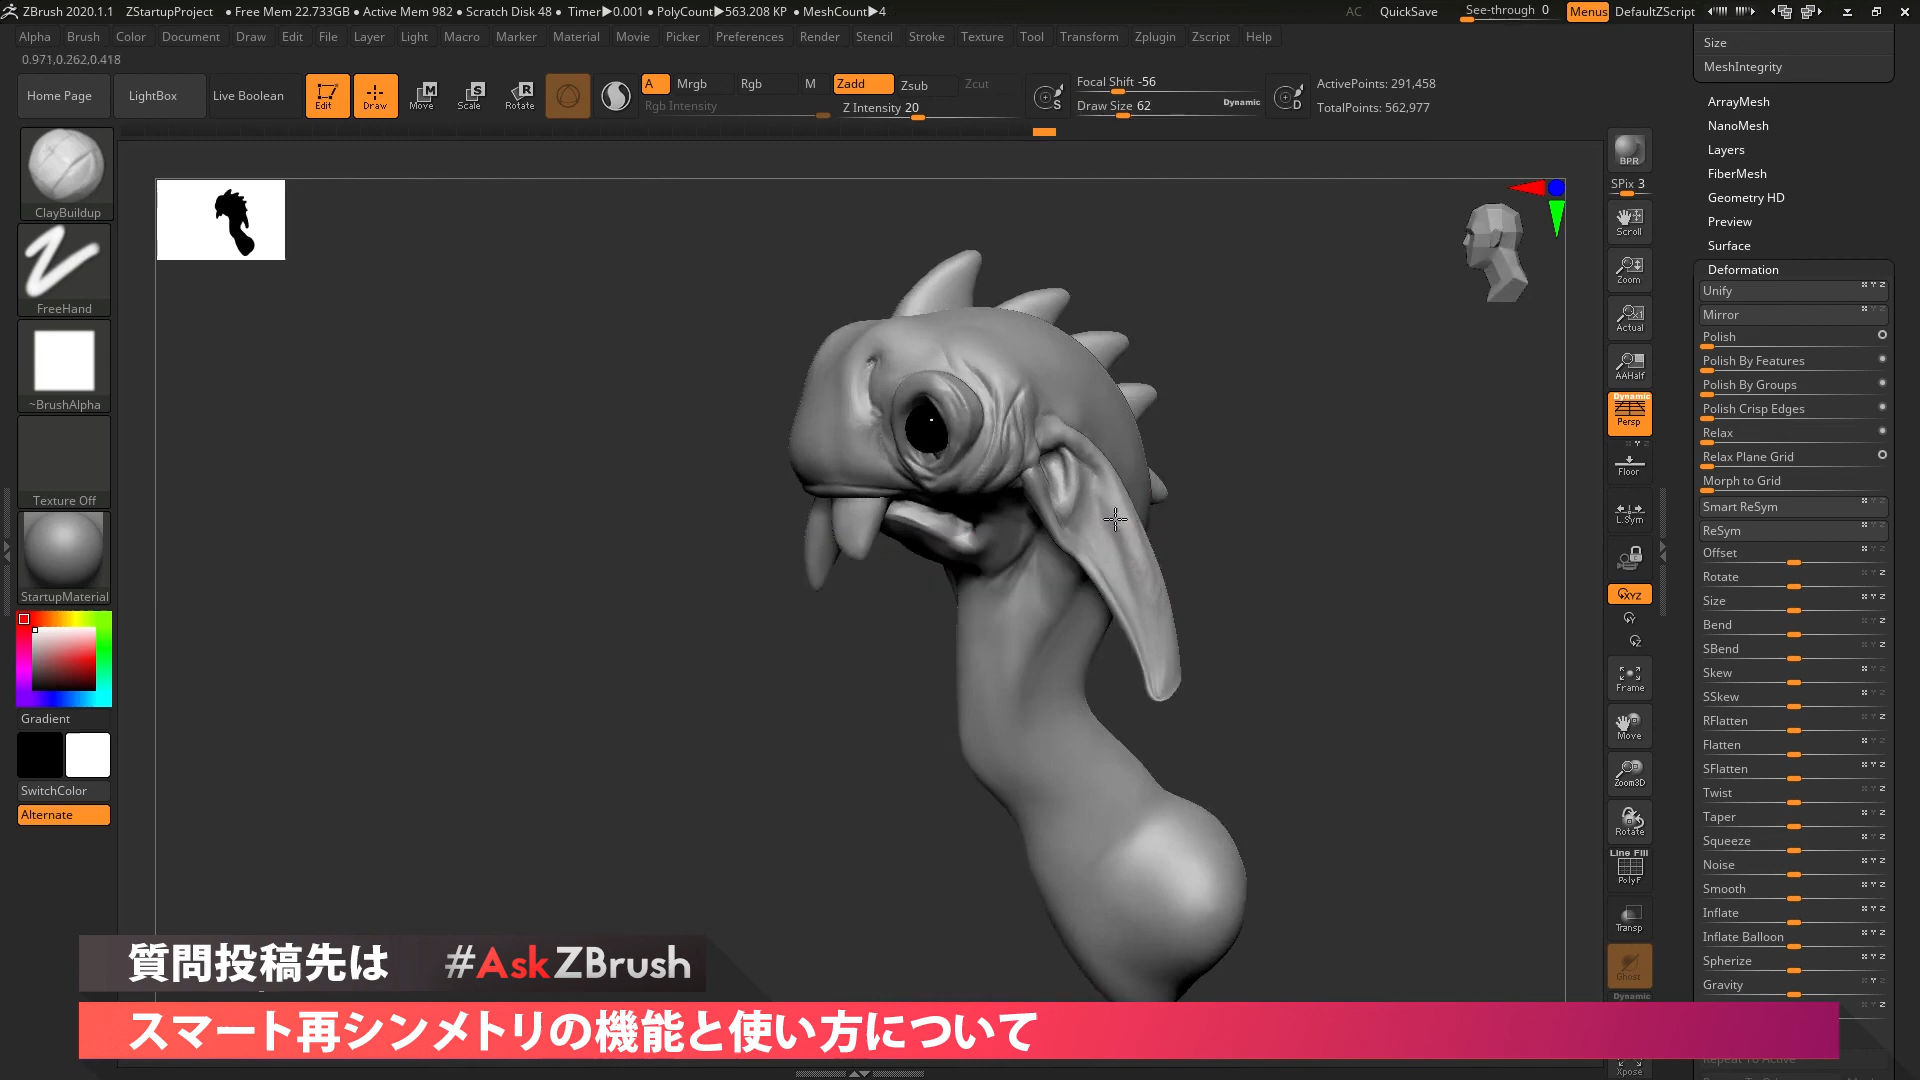 ZBrush 2020.1.1 ZStartupProject ● Free Mem 22.733GB ● Active Mem 982 ● Scratch Disk 48 ● Timer▶0.001 ● PolyCount▶563.208 KP ● MeshCount▶4 AC QuickSave See-through 0 Menus DefaultZScript
Alpha Brush Color Document Draw Edit File Layer Light Macro Marker Material Movie Picker Preferences Render Stencil Stroke Texture Tool Transform Zplugin Zscript Help
0.971,0.262,0.418
Home Page LightBox Live Boolean Edit Draw Move Scale Rotate
M S R
A Mrgb Rgb M Zadd Zsub Zcut
Rgb Intensity Z Intensity 20
S Focal Shift -56
Draw Size 62 Dynamic
D ActivePoints: 291,458
TotalPoints: 562,977
ClayBuildup
FreeHand
~BrushAlpha
Texture Off
StartupMaterial
Gradient
SwitchColor
Alternate
BPR
SPix 3
Scroll
Zoom
Actual
AAHalf
Dynamic
Persp
Floor
L.Sym
XYZ
Y
Z
Frame
Move
Zoom3D
Rotate
Line Fill
PolyF
Transp
Ghost
Dynamic
Xpose
Size
MeshIntegrity
ArrayMesh
NanoMesh
Layers
FiberMesh
Geometry HD
Preview
Surface
Deformation
Unify
Mirror
Polish
Polish By Features
Polish By Groups
Polish Crisp Edges
Relax
Relax Plane Grid
Morph to Grid
Smart ReSym
ReSym
Offset
Rotate
Size
Bend
SBend
Skew
SSkew
RFlatten
Flatten
SFlatten
Twist
Taper
Squeeze
Noise
Smooth
Inflate
Inflate Balloon
Spherize
Gravity
Repeat To Active
質問投稿先は #AskZBrush
スマート再シンメトリの機能と使い方について